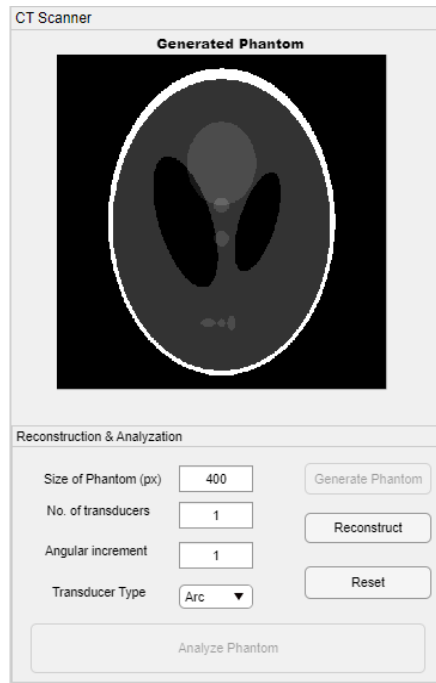 CT Scanner
Generated Phantom
Reconstruction & Analyzation
Size of Phantom (px) 400 Generate Phantom
No. of transducers 1
Reconstruct
Angular increment 1
Reset
Transducer Type Arc
Analyze Phantom